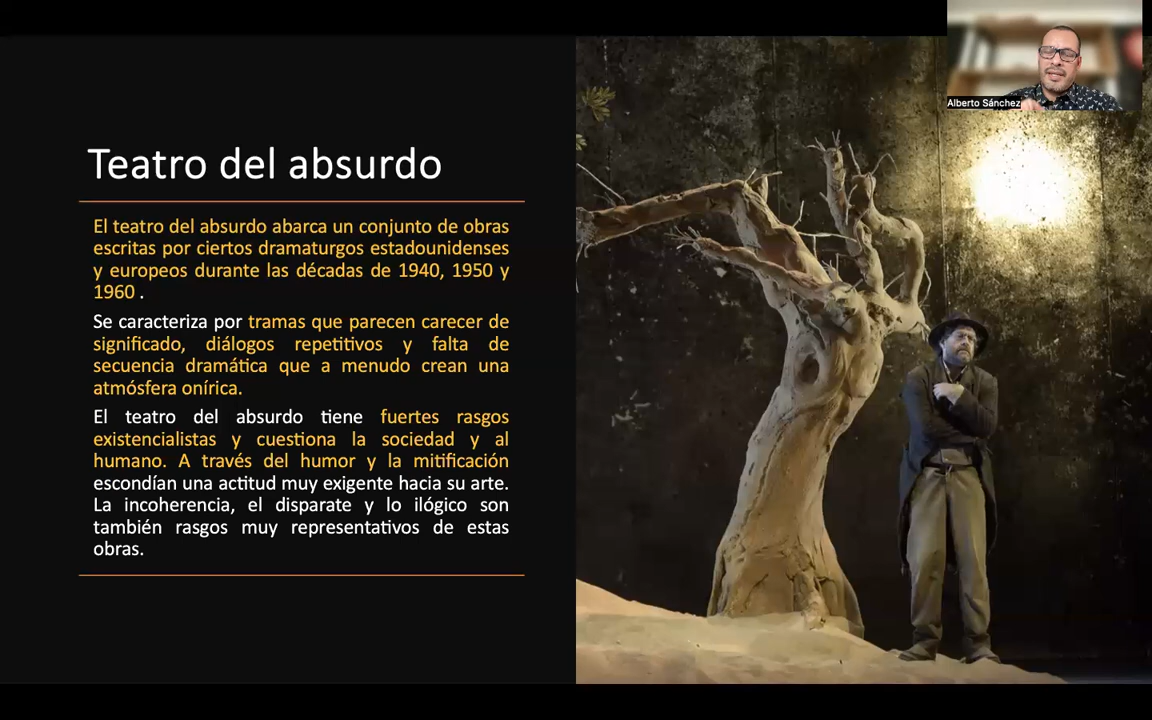 Alberto Sánchez
Teatro del absurdo
El teatro del absurdo abarca un conjunto de obras
escritas por ciertos dramaturgos estadounidenses
y europeos durante las décadas de 1940, 1950 y
1960 .
Se caracteriza por tramas que parecen carecer de
significado, diálogos repetitivos y falta de
secuencia dramática que a menudo crean una
atmósfera onírica.
El teatro del absurdo tiene fuertes rasgos
existencialistas y cuestiona la sociedad y al
humano. A través del humor y la mitificación
escondían una actitud muy exigente hacia su arte.
La incoherencia, el disparate y lo ilógico son
también rasgos muy representativos de estas
obras.